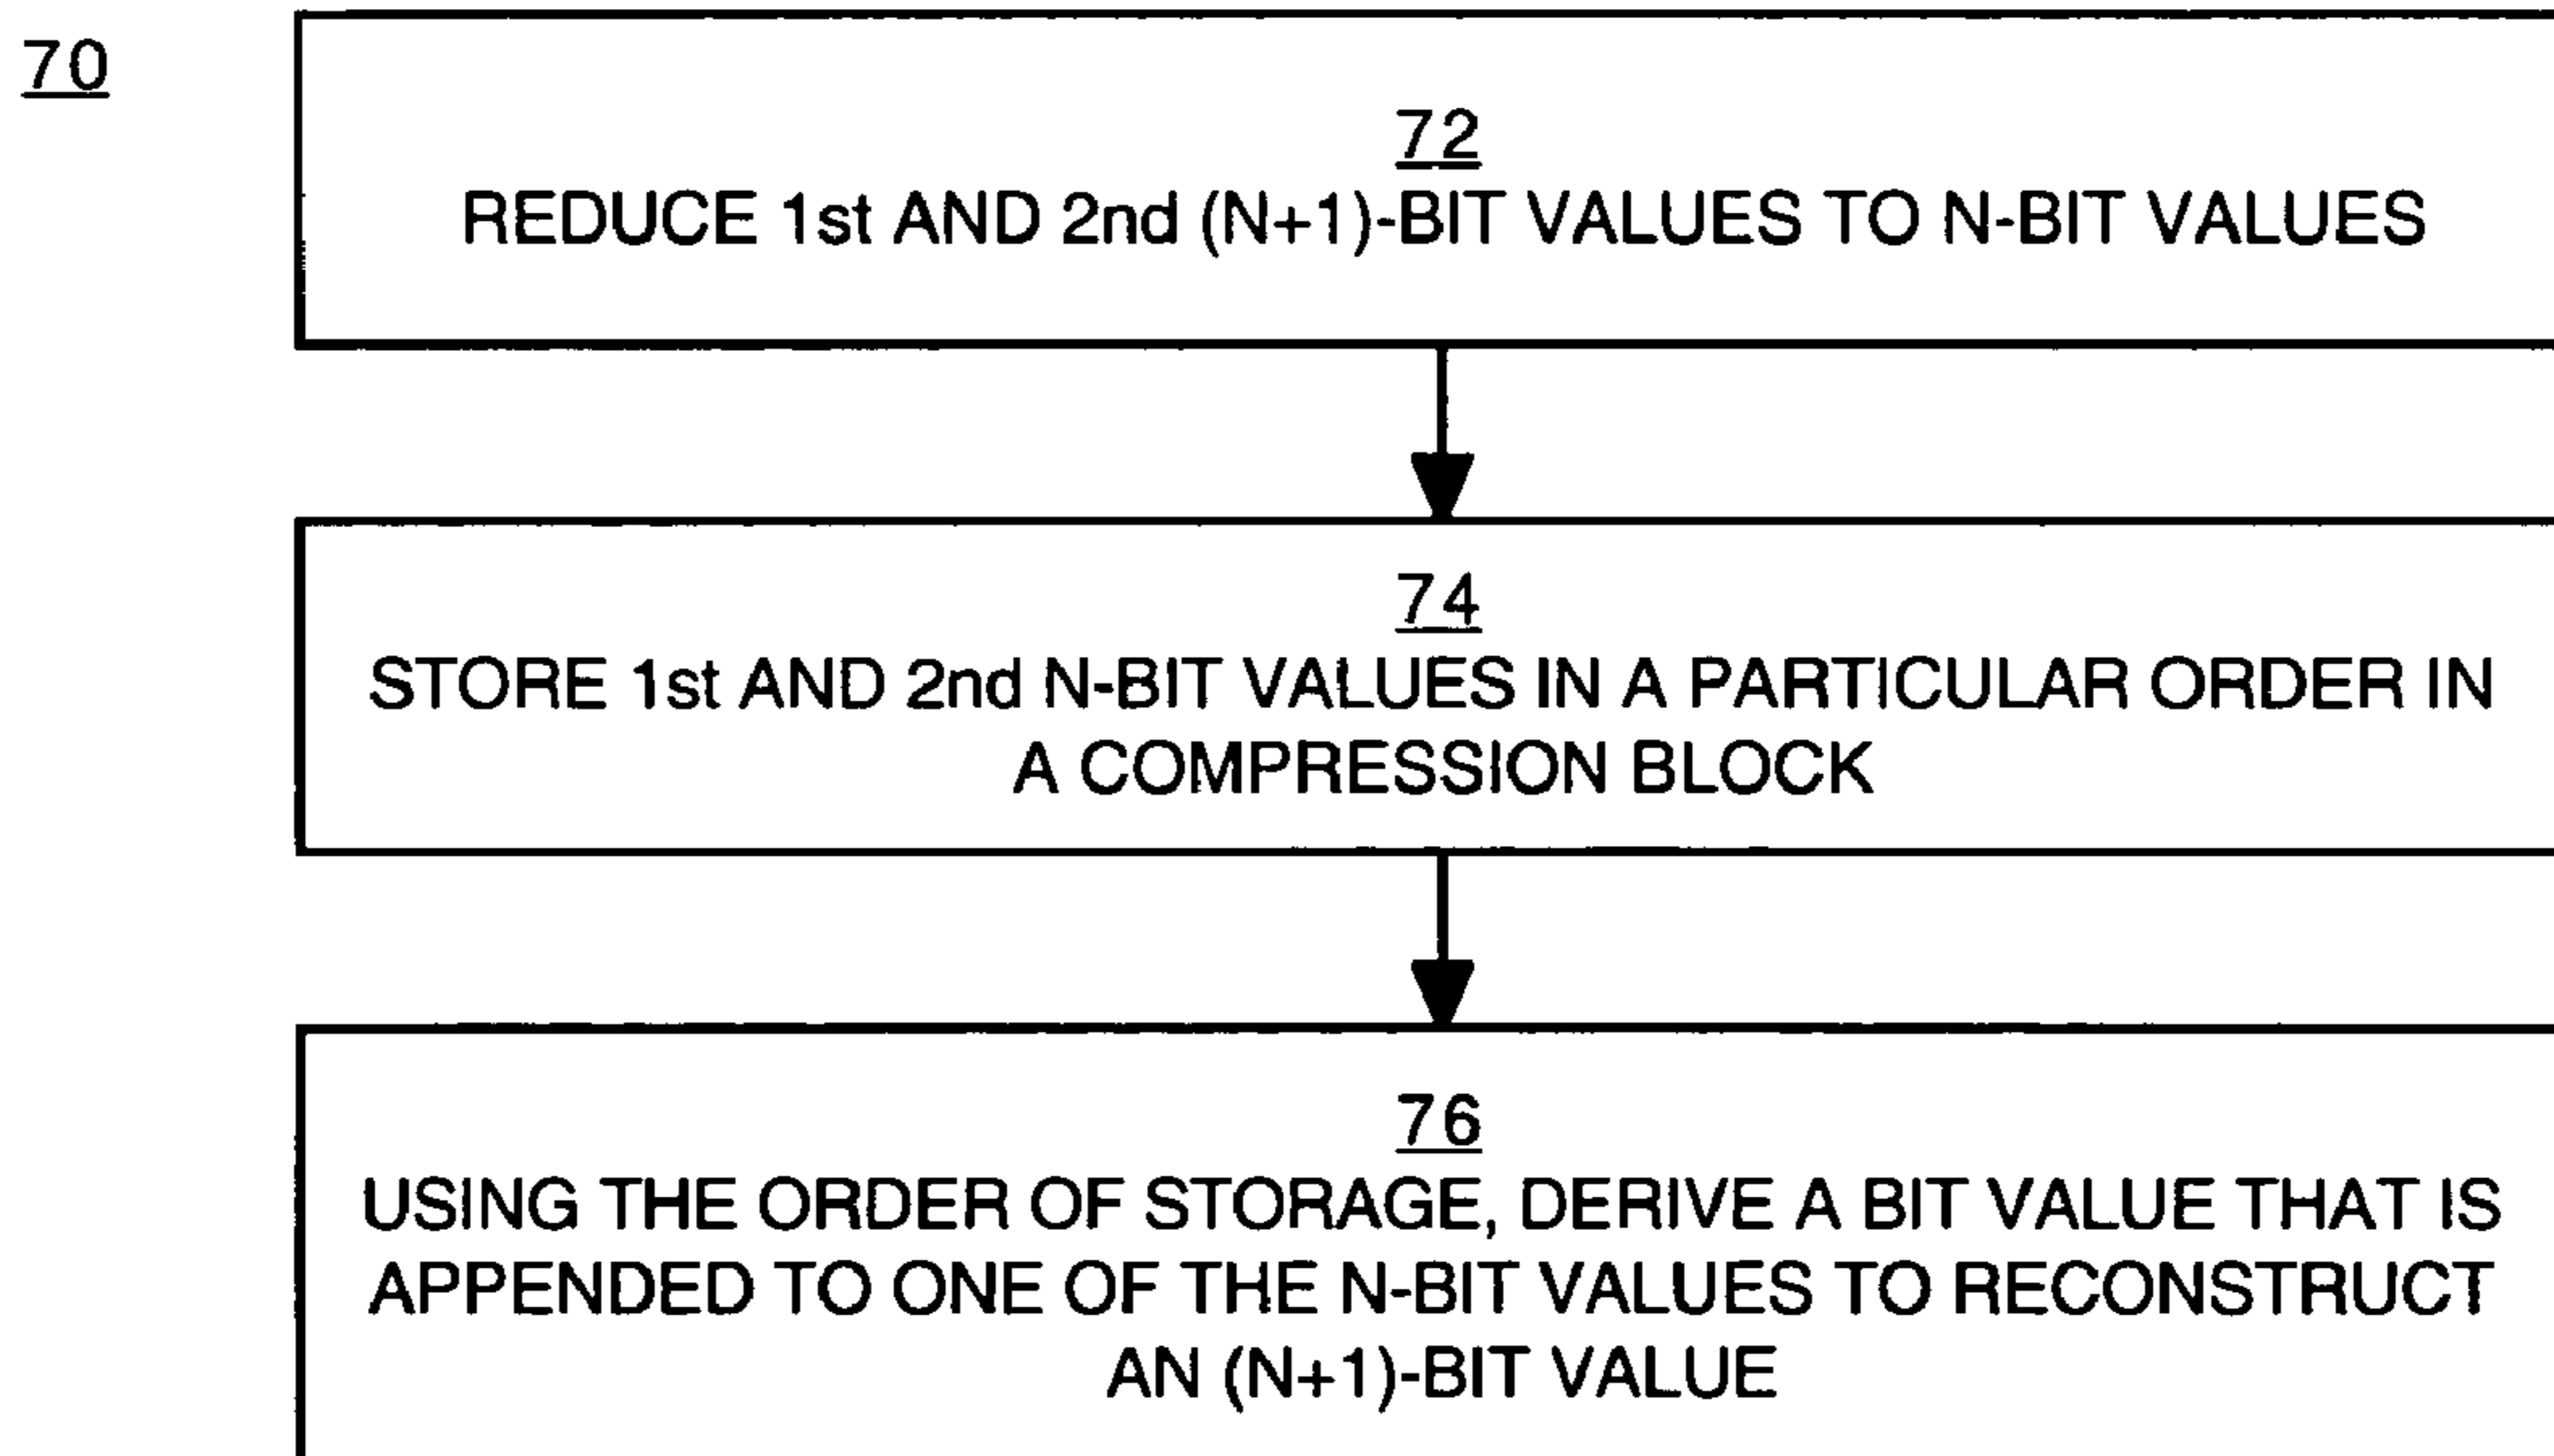 70
72
REDUCE 1st AND 2nd (N+1)-BIT VALUES TO N-BIT VALUES
74
STORE 1st AND 2nd N-BIT VALUES IN A PARTICULAR ORDER IN
A COMPRESSION BLOCK
76
USING THE ORDER OF STORAGE, DERIVE A BIT VALUE THAT IS
APPENDED TO ONE OF THE N-BIT VALUES TO RECONSTRUCT
AN (N+1)-BIT VALUE